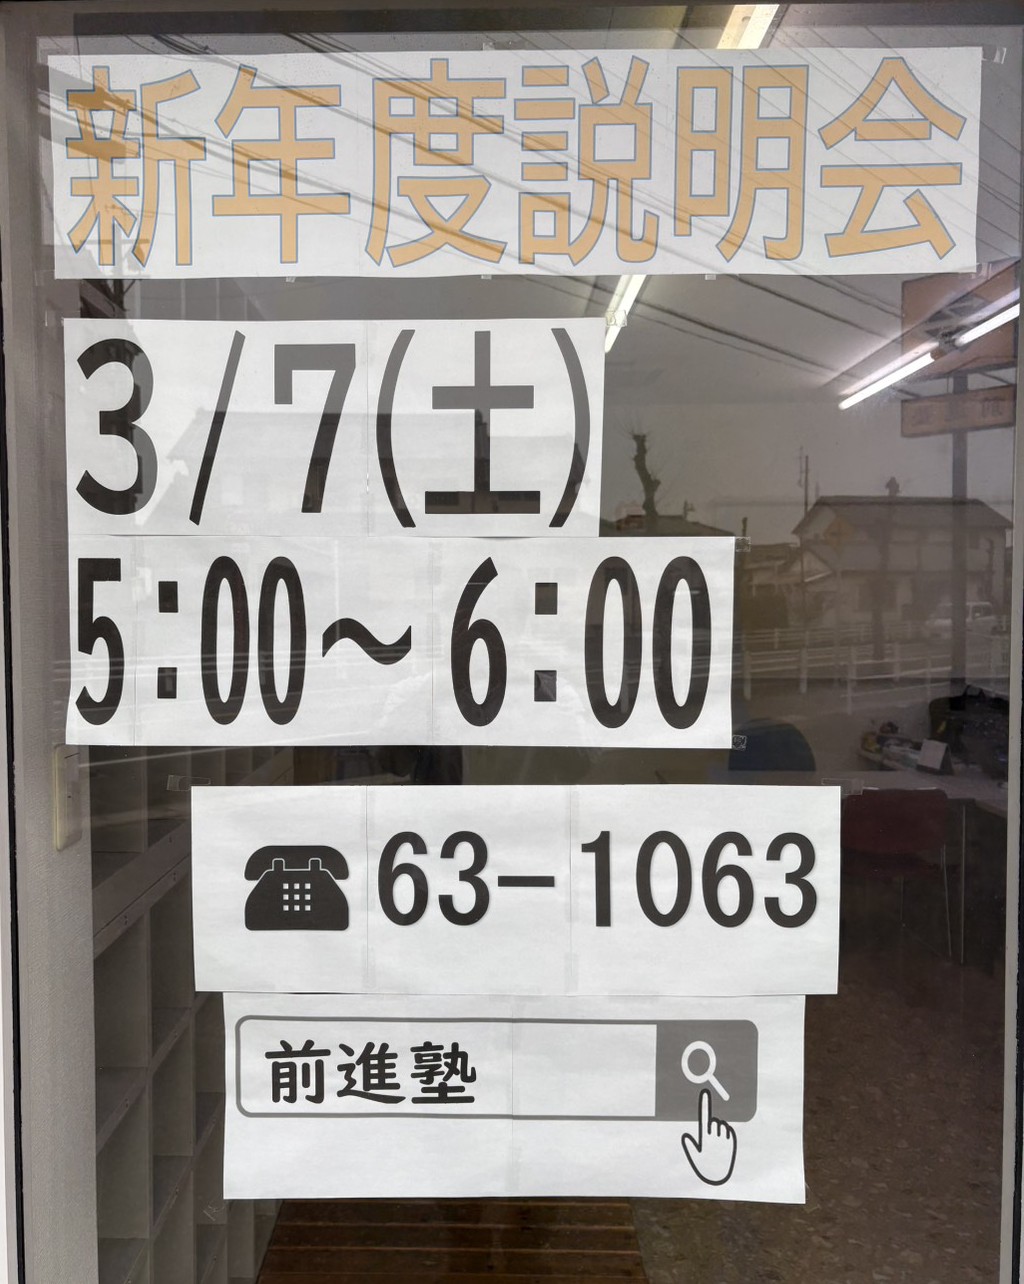 新年度説明会
3/7(土)
5:00～6:00
☎63-1063
前進塾